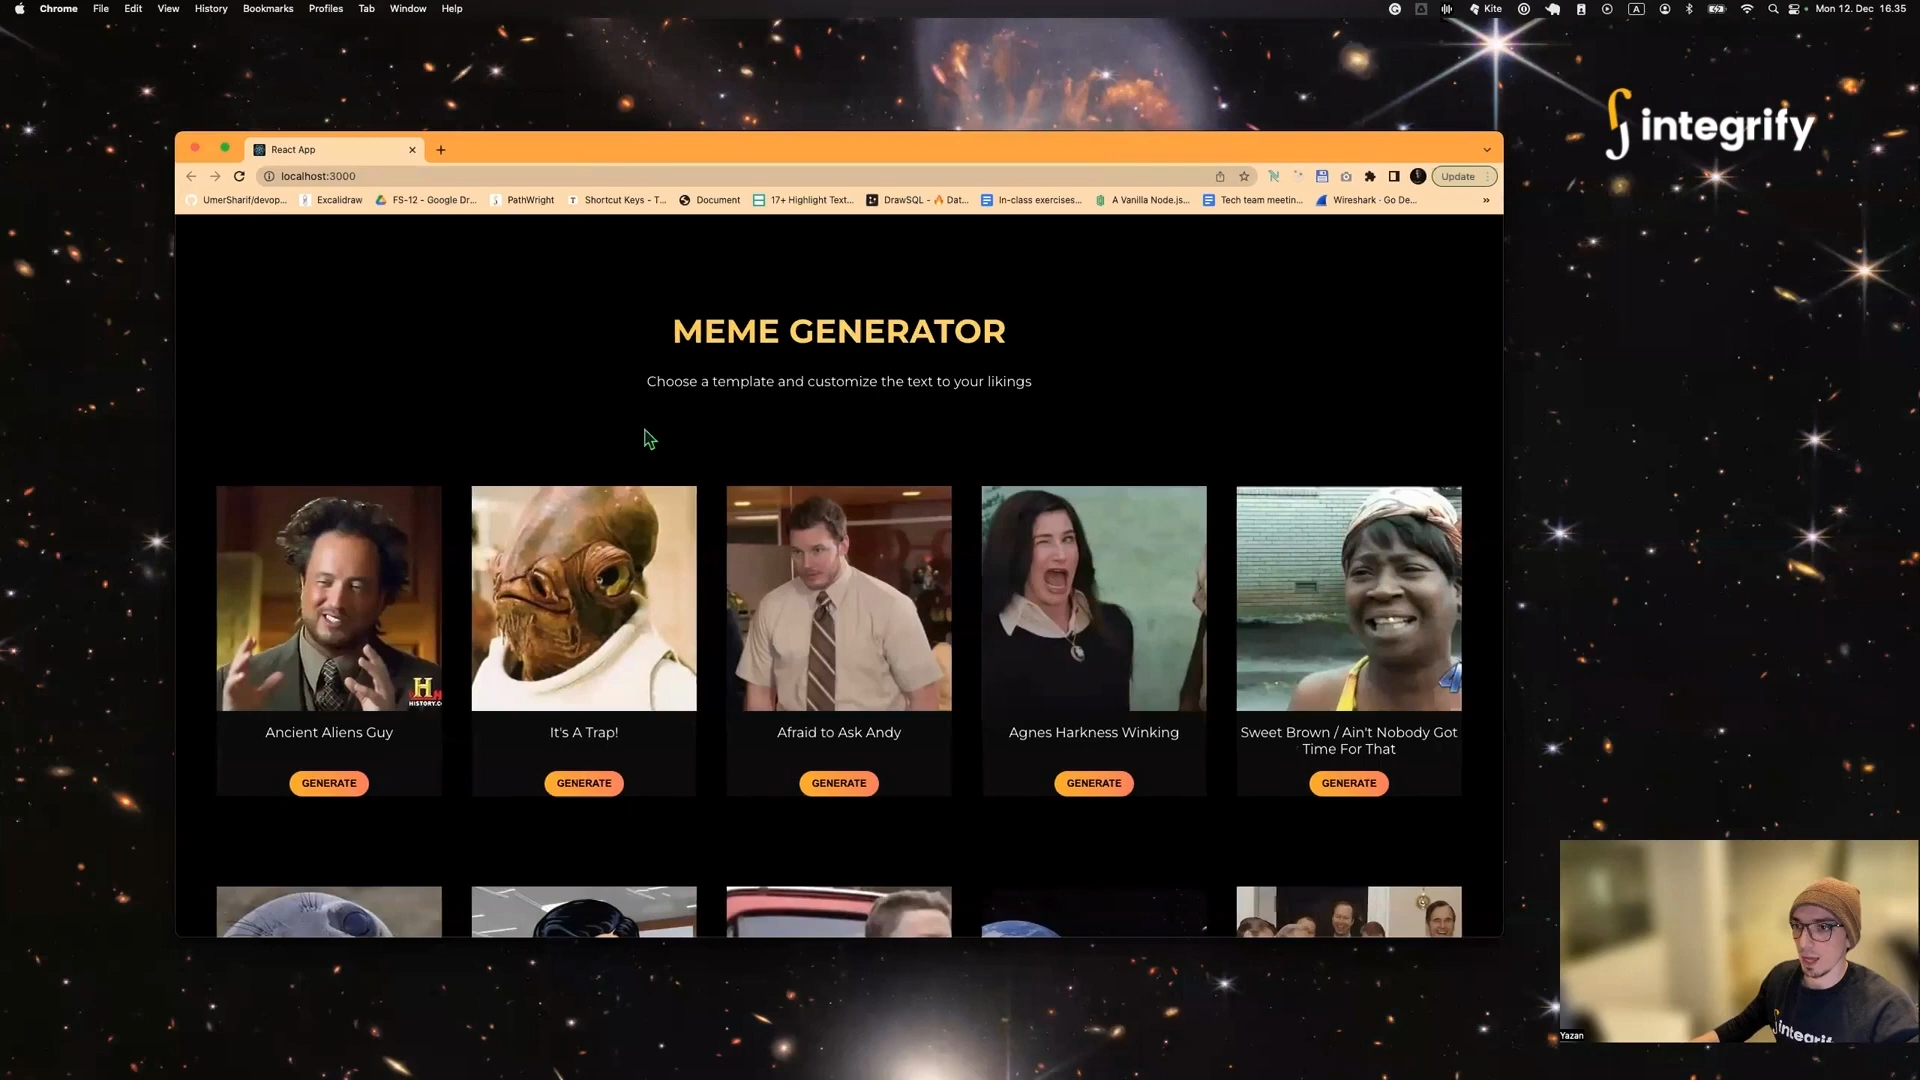 Chrome File Edit View History Bookmarks Profiles Tab Window Help
Kite
A
Mon 12. Dec 16.35
integrify
React App
localhost:3000
Update
UmerSharif/devop...
Excalidraw
FS-12 - Google Dr...
PathWright
Shortcut Keys - T...
Document
17+ Highlight Text...
DrawSQL - 🔥 Dat...
In-class exercises...
A Vanilla Node.js...
Tech team meetin...
Wireshark · Go De...
»
MEME GENERATOR
Choose a template and customize the text to your likings
H
HISTORY.C
4
Ancient Aliens Guy
It's A Trap!
Afraid to Ask Andy
Agnes Harkness Winking
Sweet Brown / Ain't Nobody Got
Time For That
GENERATE
GENERATE
GENERATE
GENERATE
GENERATE
Yazan
integrify